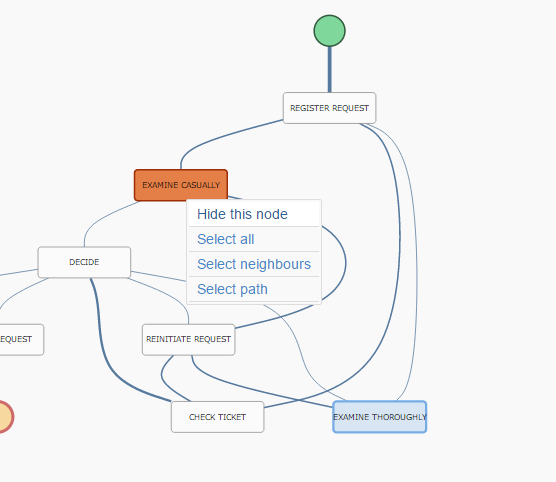 REGISTER REQUEST
EXAMINE CASUALLY
Hide this node
Select all
Select neighbours
Select path
DECIDE
EQUEST
REINITIATE REQUEST
CHECK TICKET
EXAMINE THOROUGHLY